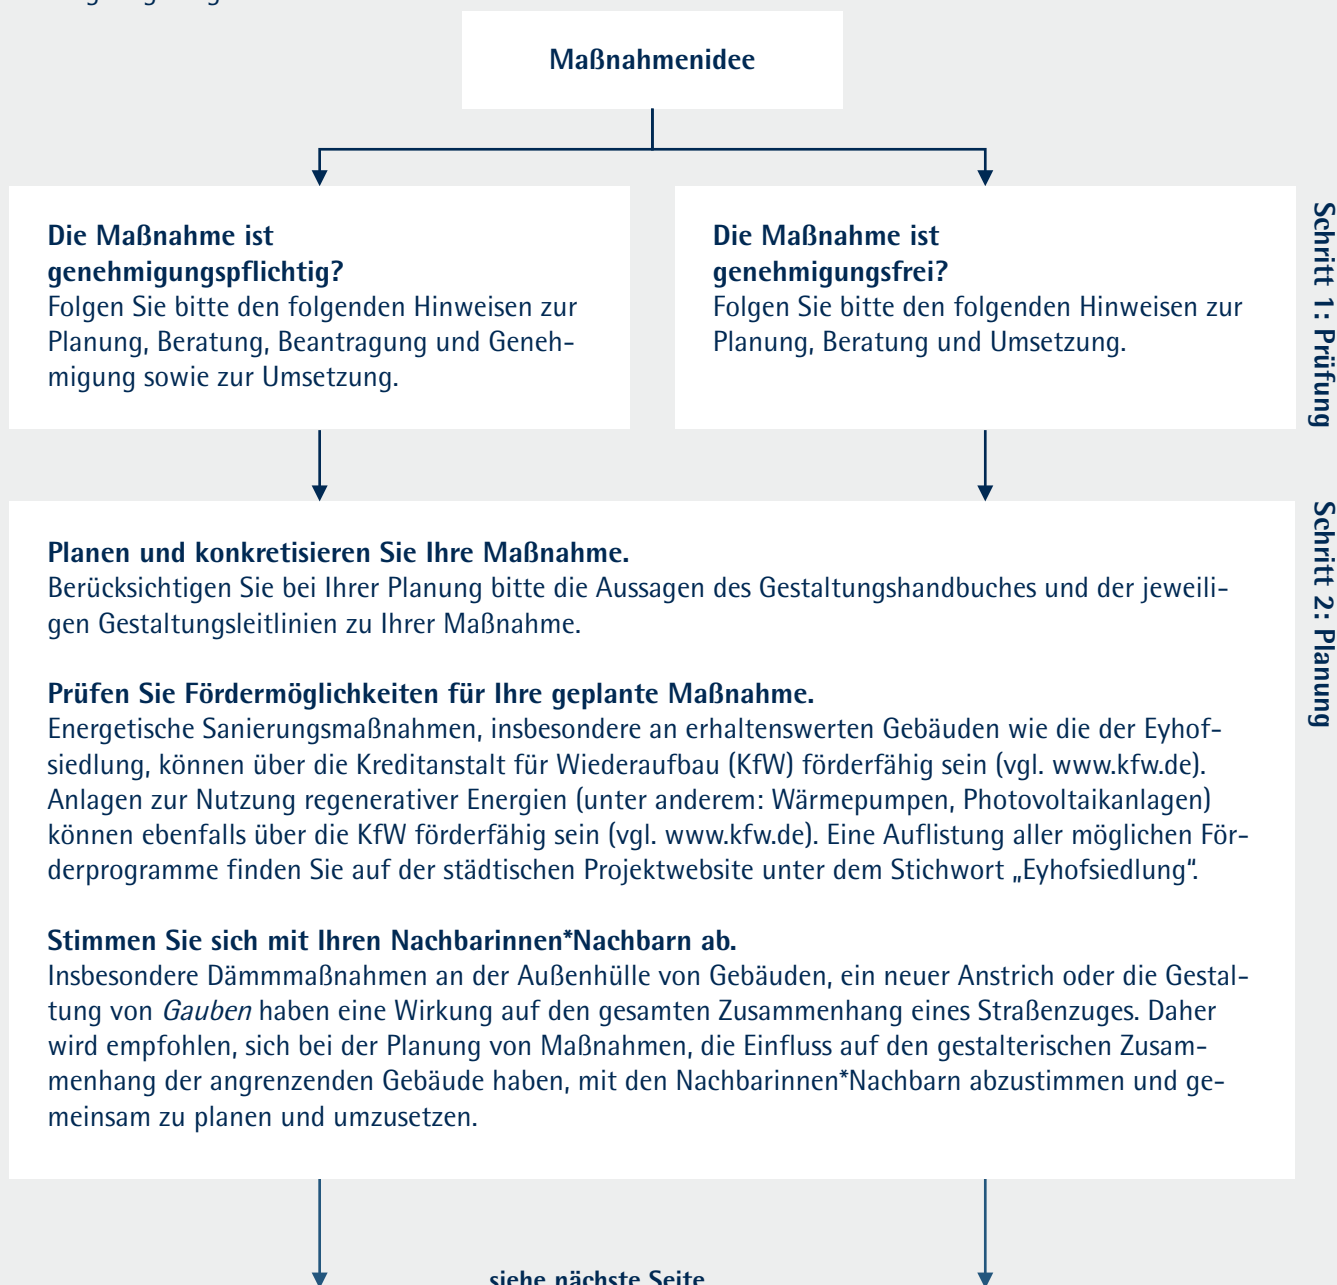 Maßnahmenidee
Die Maßnahme ist
genehmigungspflichtig?
Folgen Sie bitte den folgenden Hinweisen zur
Planung, Beratung, Beantragung und Geneh-
migung sowie zur Umsetzung.
Die Maßnahme ist
genehmigungsfrei?
Folgen Sie bitte den folgenden Hinweisen zur
Planung, Beratung und Umsetzung.
Schritt 1: Prüfung
Planen und konkretisieren Sie Ihre Maßnahme.
Berücksichtigen Sie bei Ihrer Planung bitte die Aussagen des Gestaltungshandbuches und der jeweili-
gen Gestaltungsleitlinien zu Ihrer Maßnahme.
Prüfen Sie Fördermöglichkeiten für Ihre geplante Maßnahme.
Energetische Sanierungsmaßnahmen, insbesondere an erhaltenswerten Gebäuden wie die der Eyhof-
siedlung, können über die Kreditanstalt für Wiederaufbau (KfW) förderfähig sein (vgl. www.kfw.de).
Anlagen zur Nutzung regenerativer Energien (unter anderem: Wärmepumpen, Photovoltaikanlagen)
können ebenfalls über die KfW förderfähig sein (vgl. www.kfw.de). Eine Auflistung aller möglichen För-
derprogramme finden Sie auf der städtischen Projektwebsite unter dem Stichwort „Eyhofsiedlung“.
Stimmen Sie sich mit Ihren Nachbarinnen*Nachbarn ab.
Insbesondere Dämmmaßnahmen an der Außenhülle von Gebäuden, ein neuer Anstrich oder die Gestal-
tung von Gauben haben eine Wirkung auf den gesamten Zusammenhang eines Straßenzuges. Daher
wird empfohlen, sich bei der Planung von Maßnahmen, die Einfluss auf den gestalterischen Zusam-
menhang der angrenzenden Gebäude haben, mit den Nachbarinnen*Nachbarn abzustimmen und ge-
meinsam zu planen und umzusetzen.
Schritt 2: Planung
siehe nächste Seite